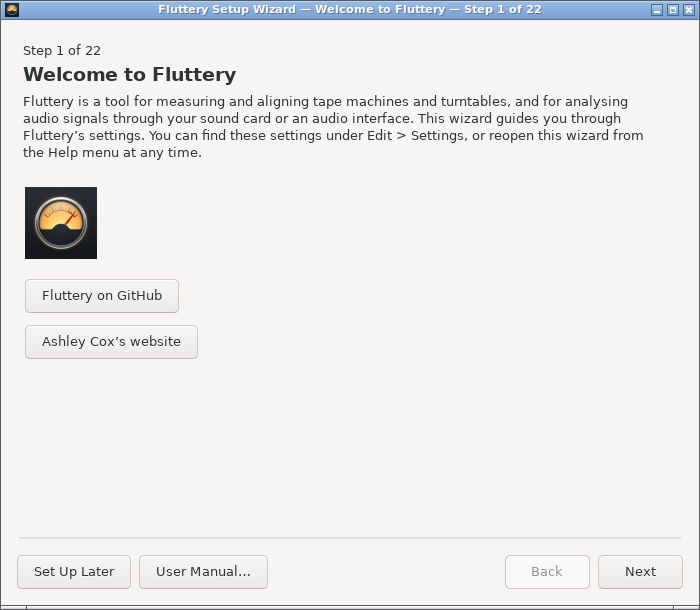 Fluttery Setup Wizard — Welcome to Fluttery — Step 1 of 22
Step 1 of 22
Welcome to Fluttery
Fluttery is a tool for measuring and aligning tape machines and turntables, and for analysing
audio signals through your sound card or an audio interface. This wizard guides you through
Fluttery’s settings. You can find these settings under Edit > Settings, or reopen this wizard from
the Help menu at any time.
Fluttery on GitHub
Ashley Cox’s website
Set Up Later
User Manual...
Back
Next